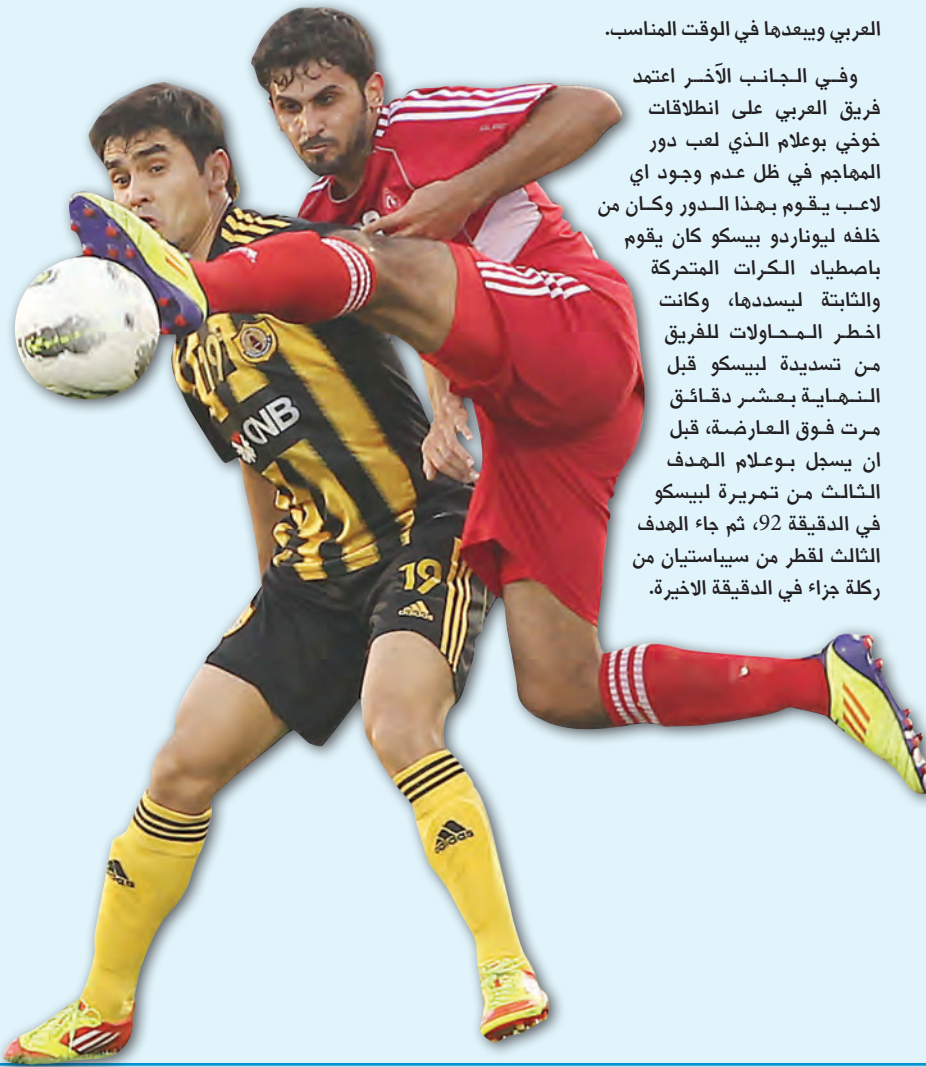 العربي ويبعدها في الوقت المناسب.
وفي الجانب الآخر اعتمد
فريق العربي على انطلاقات
خوخي بوعلام الذي لعب دور
المهاجم في ظل عدم وجود اي
لاعب يقوم بهذا الدور وكان من
خلفه ليوناردو بيسكو كان يقوم
باصطياد الكرات المتحركة
والثابتة ليسددها، وكانت
اخطر المحاولات للفريق
من تسديدة لبيسكو قبل
النهاية بعشر دقائق
مرت فوق العارضة، قبل
ان يسجل بوعلام الهدف
الثالث من تمريرة لبيسكو
في الدقيقة 92، ثم جاء الهدف
الثالث لقطر من سيباستيان من
ركلة جزاء في الدقيقة الاخيرة.
19
QNB
19
adidas
adidas